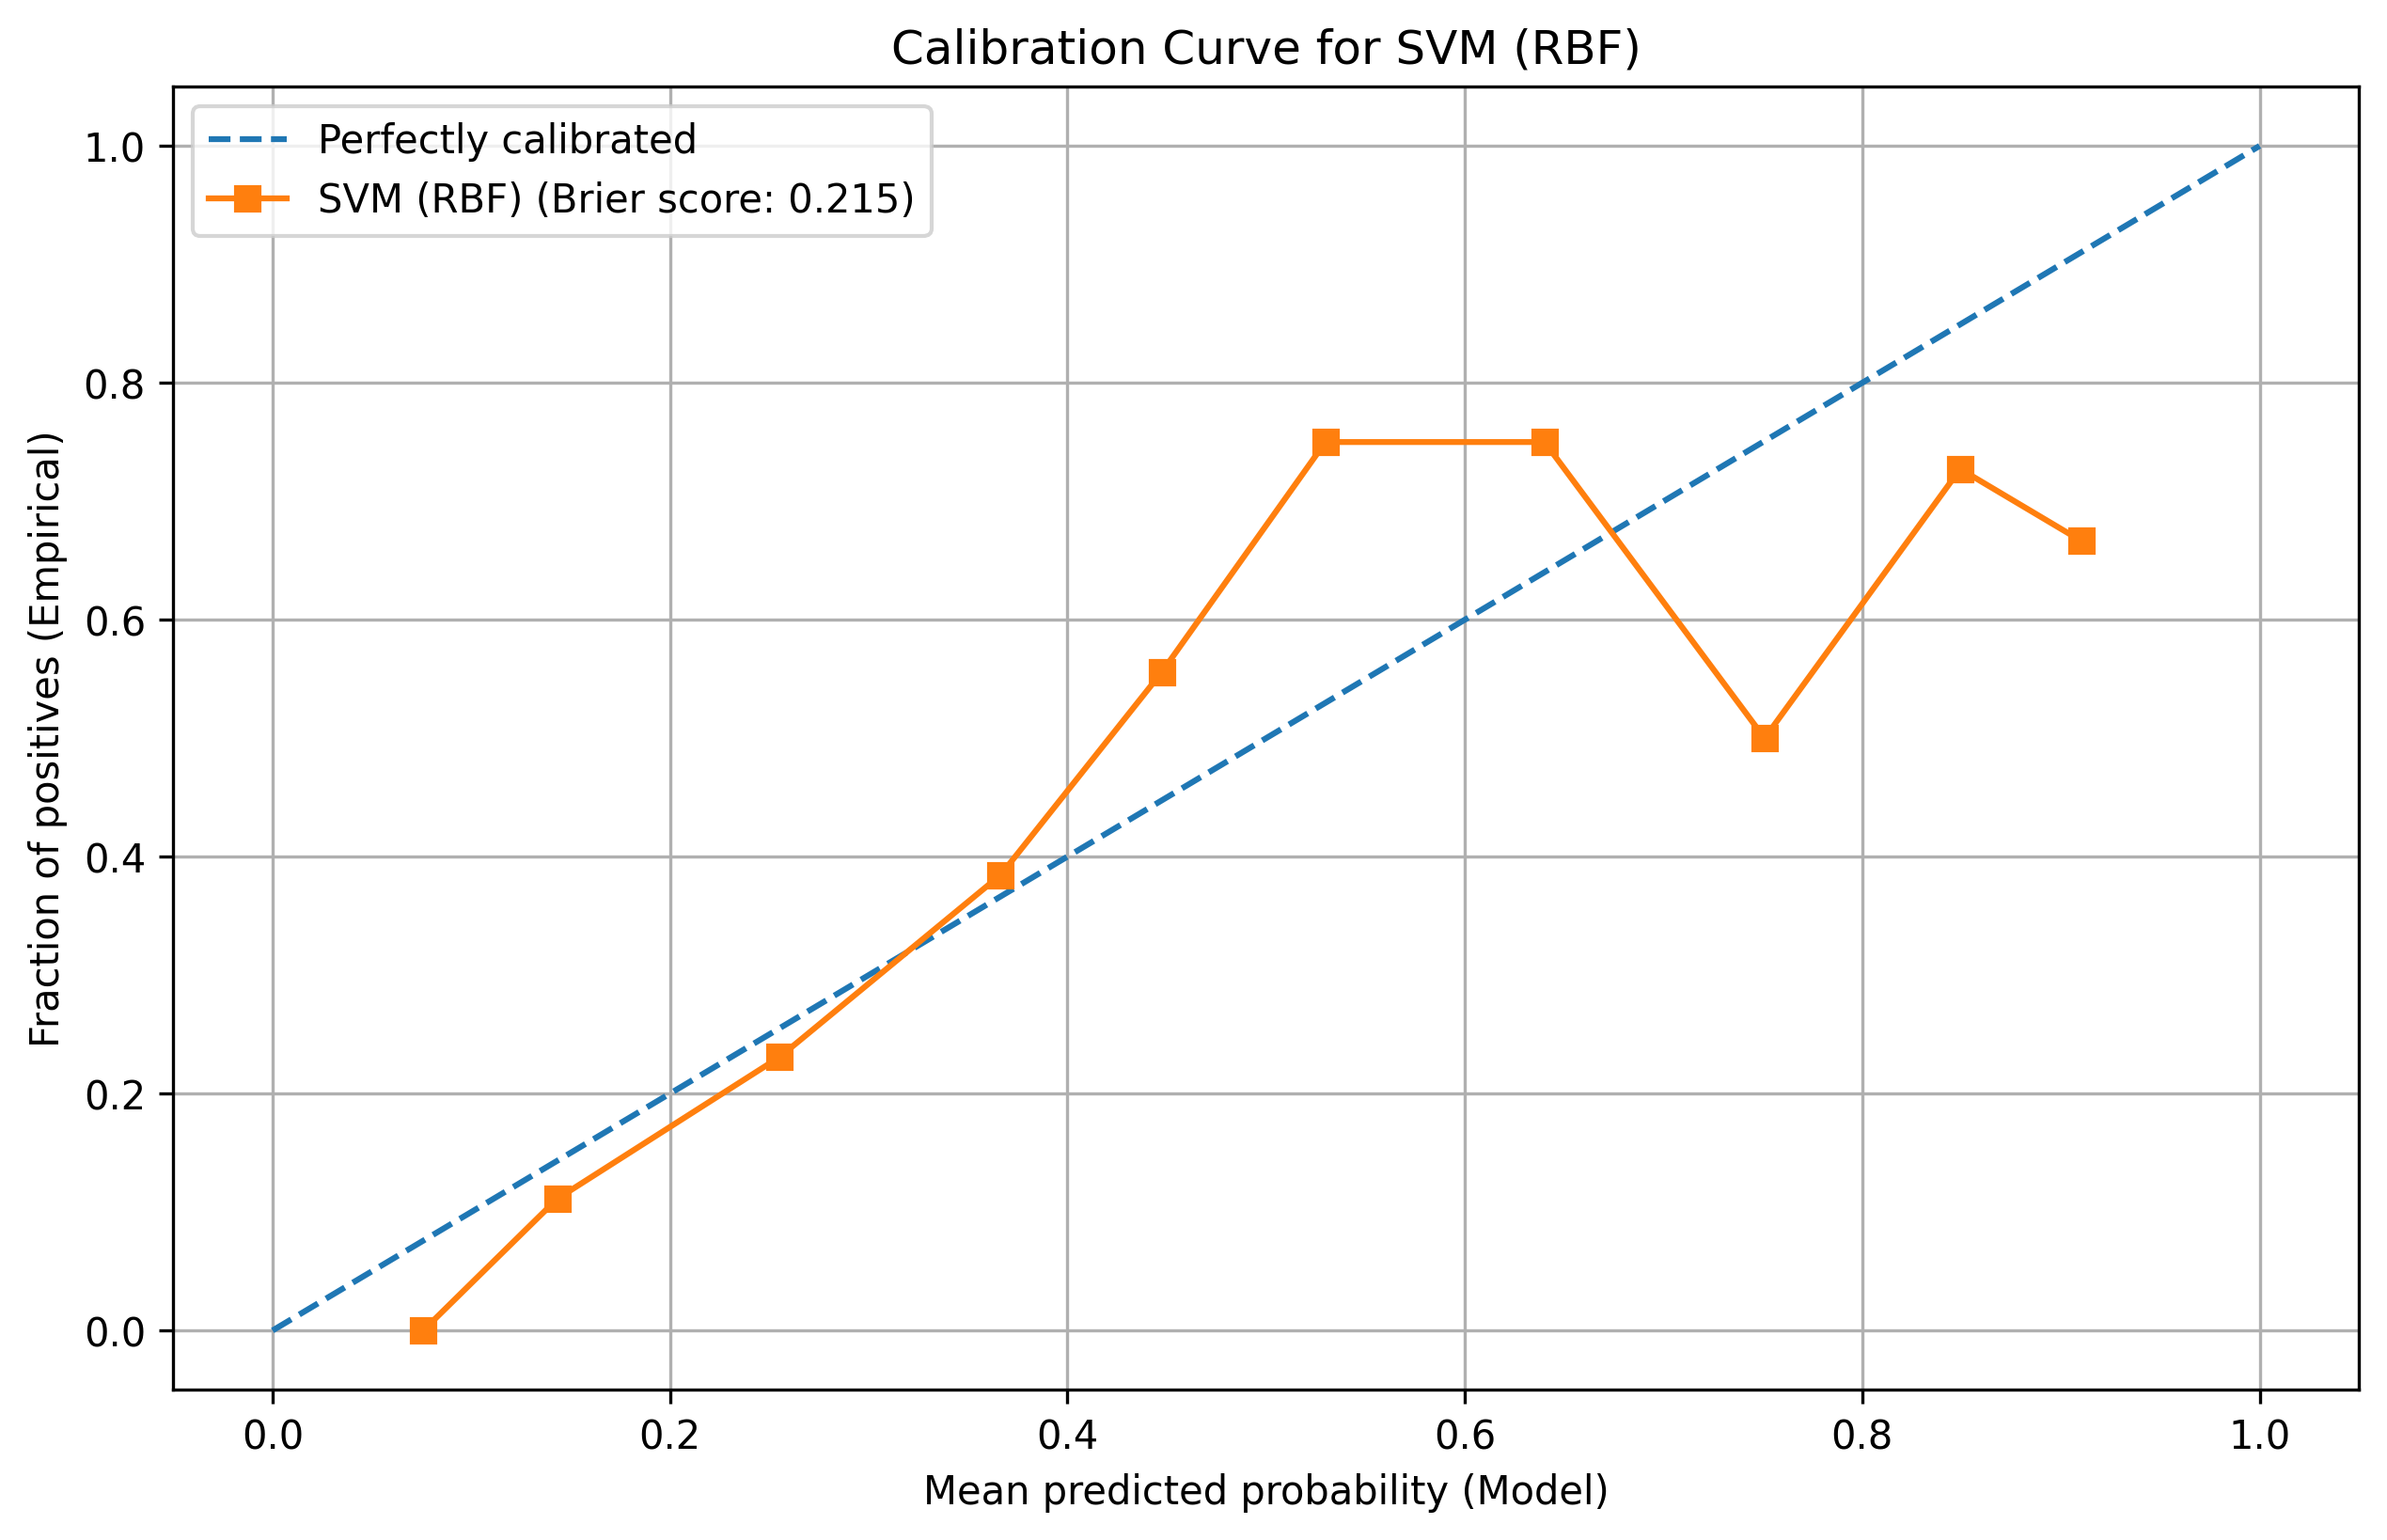 Calibration Curve for SVM (RBF)
Perfectly calibrated
SVM (RBF) (Brier score: 0.215)
Fraction of positives (Empirical)
1.0
0.8
0.6
0.4
0.2
0.0
0.0 0.2 0.4 0.6 0.8 1.0
Mean predicted probability (Model)